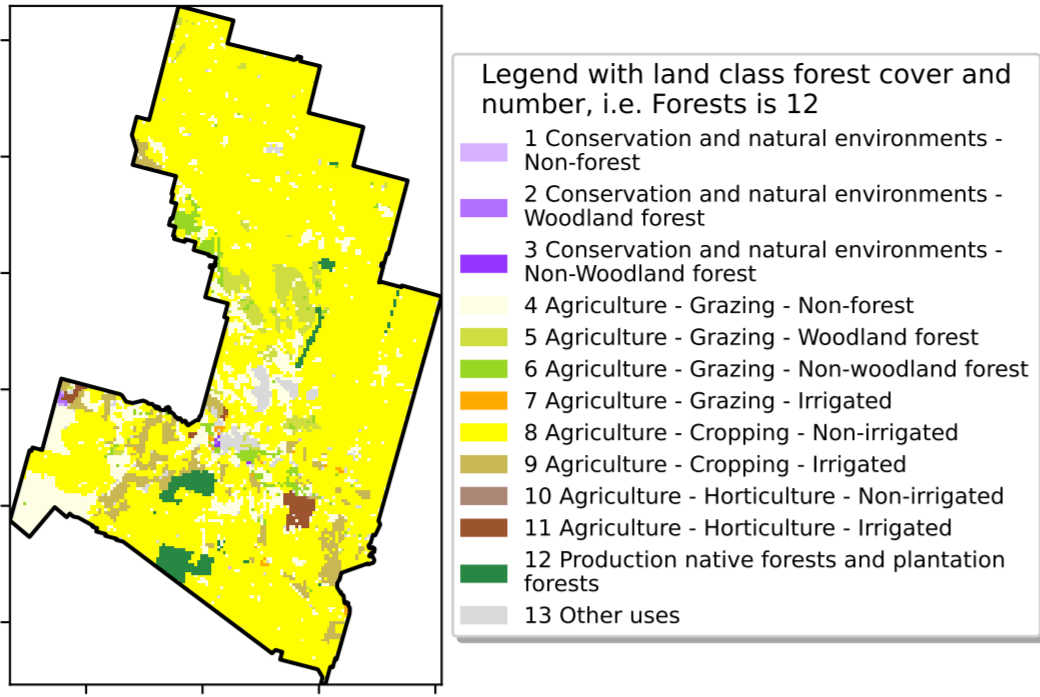 Legend with land class forest cover and
number, i.e. Forests is 12
1 Conservation and natural environments -
Non-forest
2 Conservation and natural environments -
Woodland forest
3 Conservation and natural environments -
Non-Woodland forest
4 Agriculture - Grazing - Non-forest
5 Agriculture - Grazing - Woodland forest
6 Agriculture - Grazing - Non-woodland forest
7 Agriculture - Grazing - Irrigated
8 Agriculture - Cropping - Non-irrigated
9 Agriculture - Cropping - Irrigated
10 Agriculture - Horticulture - Non-irrigated
11 Agriculture - Horticulture - Irrigated
12 Production native forests and plantation
forests
13 Other uses